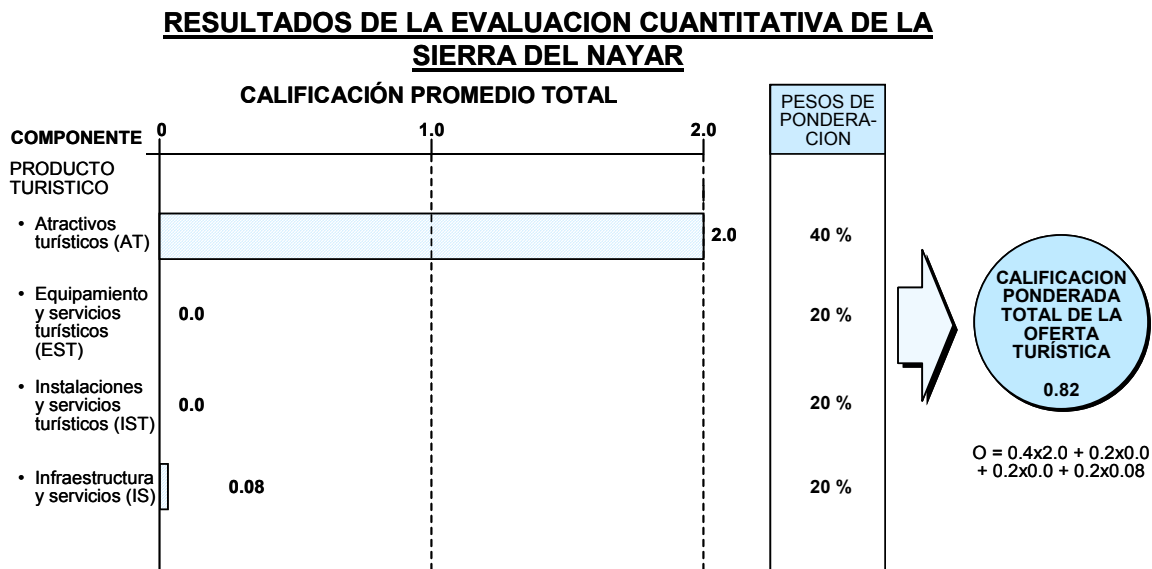 RESULTADOS DE LA EVALUACION CUANTITATIVA DE LA
SIERRA DEL NAYAR
CALIFICACIÓN PROMEDIO TOTAL
COMPONENTE
0
1.0
2.0
PESOS DE
PONDERA-
CION
PRODUCTO
TURISTICO
• Atractivos
turísticos (AT)
2.0
40 %
• Equipamiento
y servicios
turísticos
(EST)
0.0
20 %
• Instalaciones
y servicios
turísticos (IST)
0.0
20 %
• Infraestructura
y servicios (IS)
0.08
20 %
CALIFICACION
PONDERADA
TOTAL DE LA
OFERTA
TURÍSTICA
0.82
O = 0.4x2.0 + 0.2x0.0
+ 0.2x0.0 + 0.2x0.08